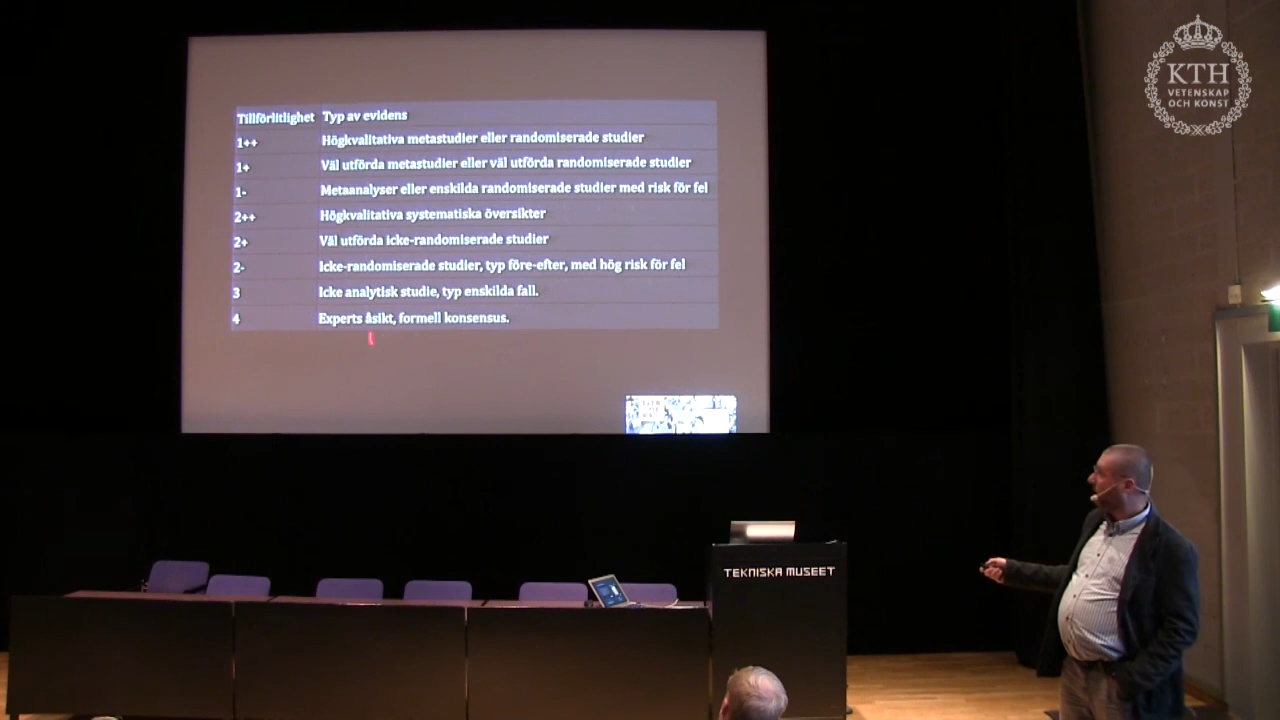 Tillförlitlighet Typ av evidens
1++ Högkvalitativa metastudier eller randomiserade studier
1+ Väl utförda metastudier eller väl utförda randomiserade studier
1- Metaanalyser eller enskilda randomiserade studier med risk för fel
2++ Högkvalitativa systematiska översikter
2+ Väl utförda icke-randomiserade studier
2- Icke-randomiserade studier, typ före-efter, med hög risk för fel
3 Icke analytisk studie, typ enskilda fall.
4 Experts åsikt, formell konsensus.
KTH
VETENSKAP
OCH KONST
TEKNISKA MUSEET